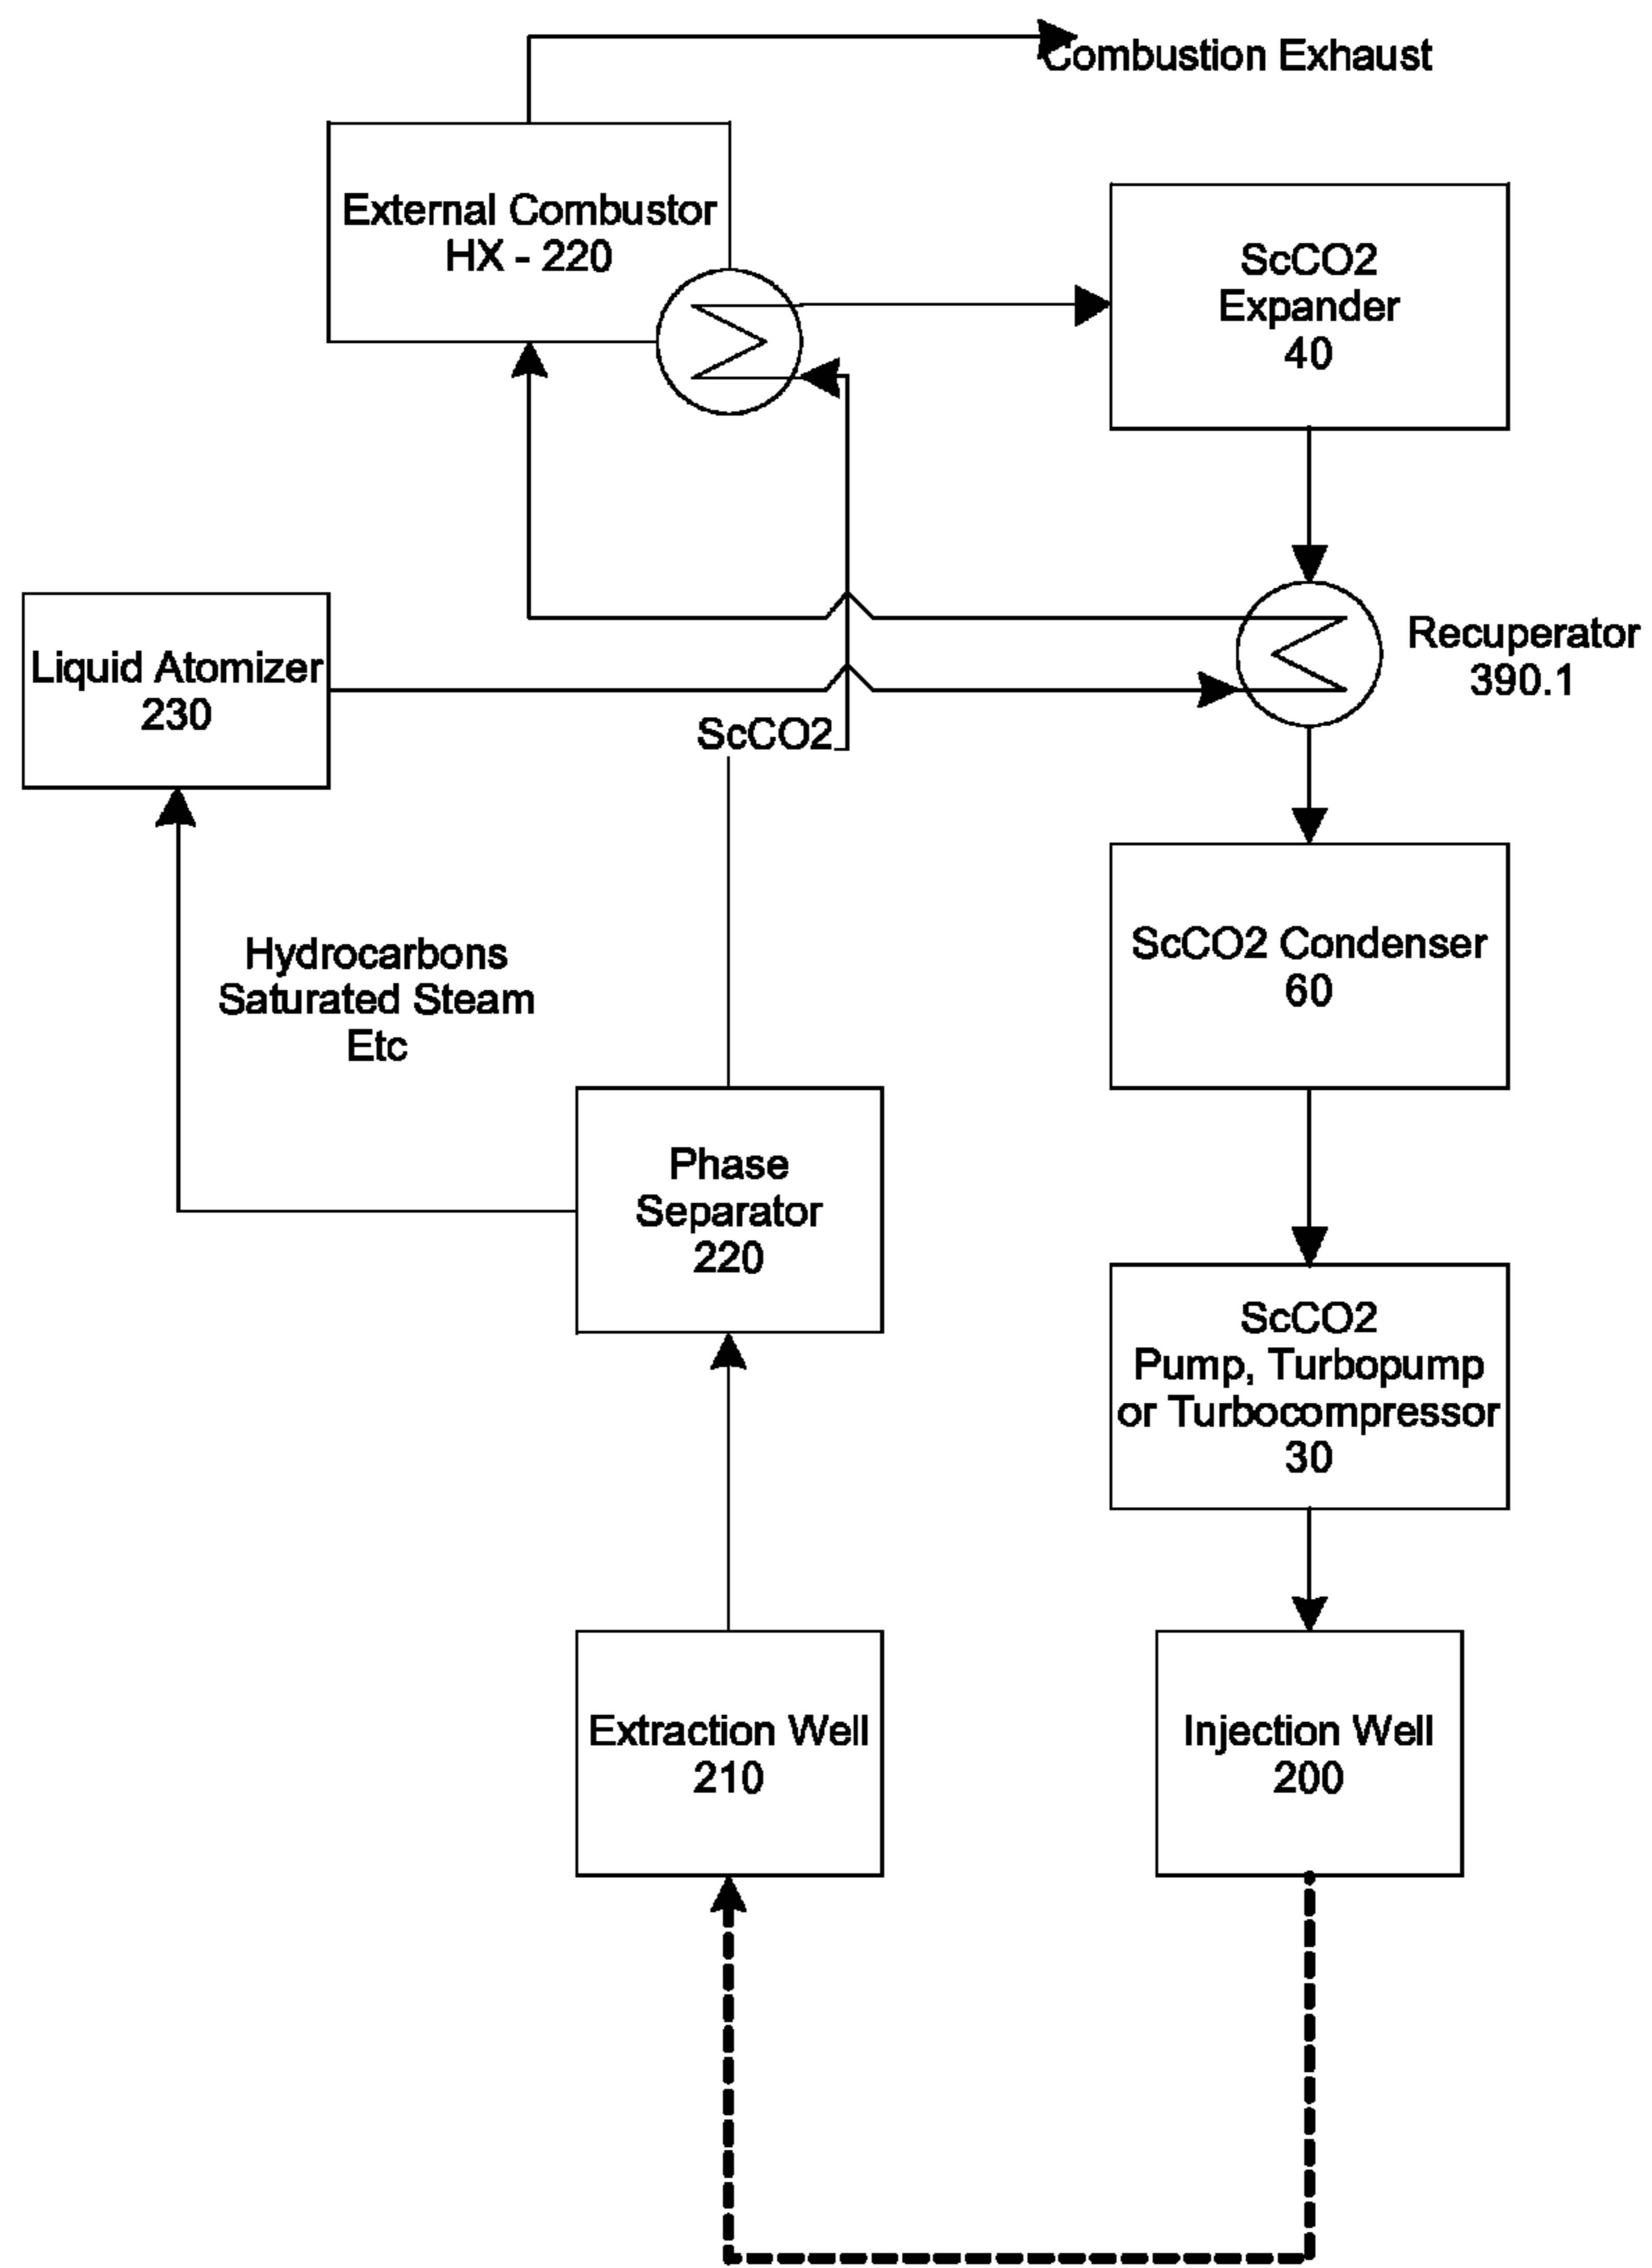 Combustion Exhaust
External Combustor
HX - 220
ScCO2
Expander
40
Liquid Atomizer
230
Recuperator
390.1
ScCO2
Hydrocarbons
Saturated Steam
Etc
ScCO2 Condenser
60
Phase
Separator
220
ScCO2
Pump, Turbopump
or Turbocompressor
30
Extraction Well
210
Injection Well
200